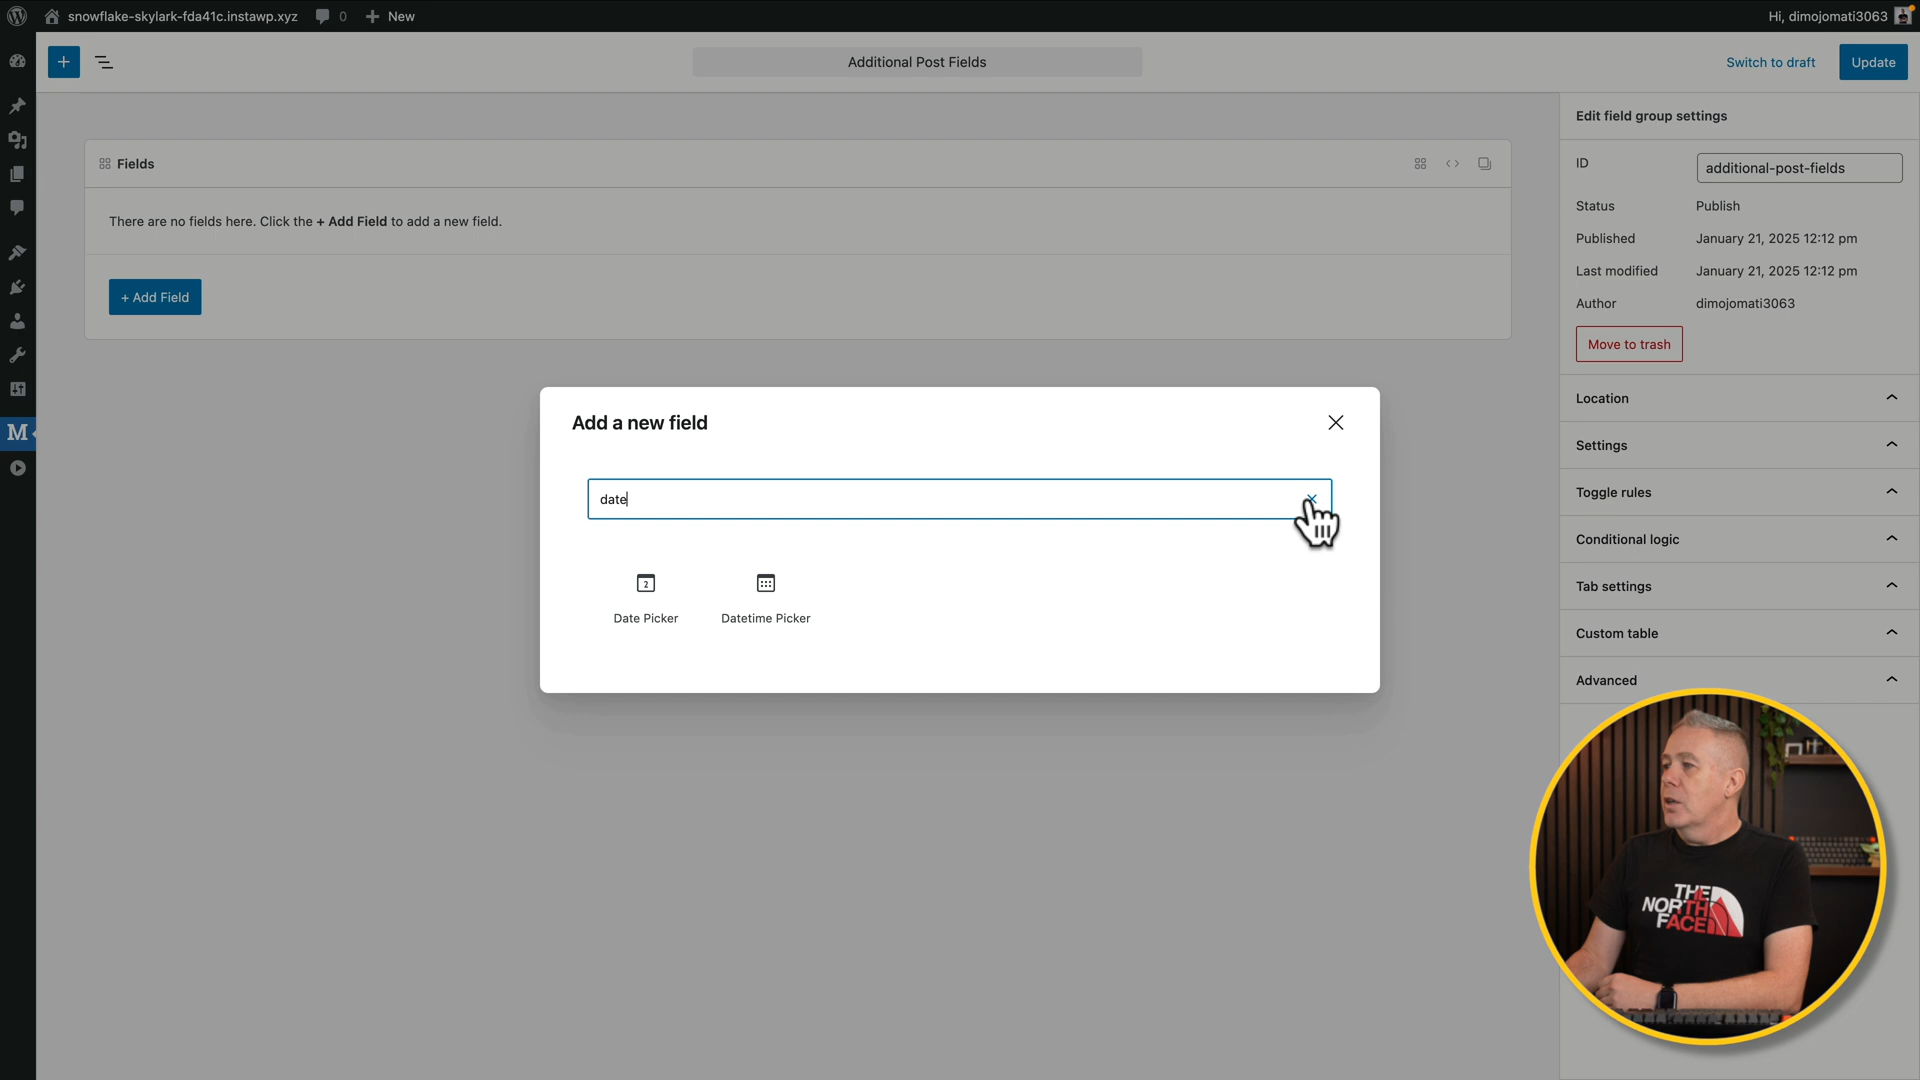 snowflake-skylark-fda41c.instawp.xyz
0
New
Hi, dimojomati3063
Additional Post Fields
Switch to draft
Update
Edit field group settings
Fields
ID
additional-post-fields
There are no fields here. Click the + Add Field to add a new field.
Status
Publish
Published
January 21, 2025 12:12 pm
Last modified
January 21, 2025 12:12 pm
+ Add Field
Author
dimojomati3063
Move to trash
Location
Add a new field
M
Settings
date
Toggle rules
Conditional logic
2
Date Picker
Datetime Picker
Tab settings
Custom table
Advanced
THE
NORTH
FACE